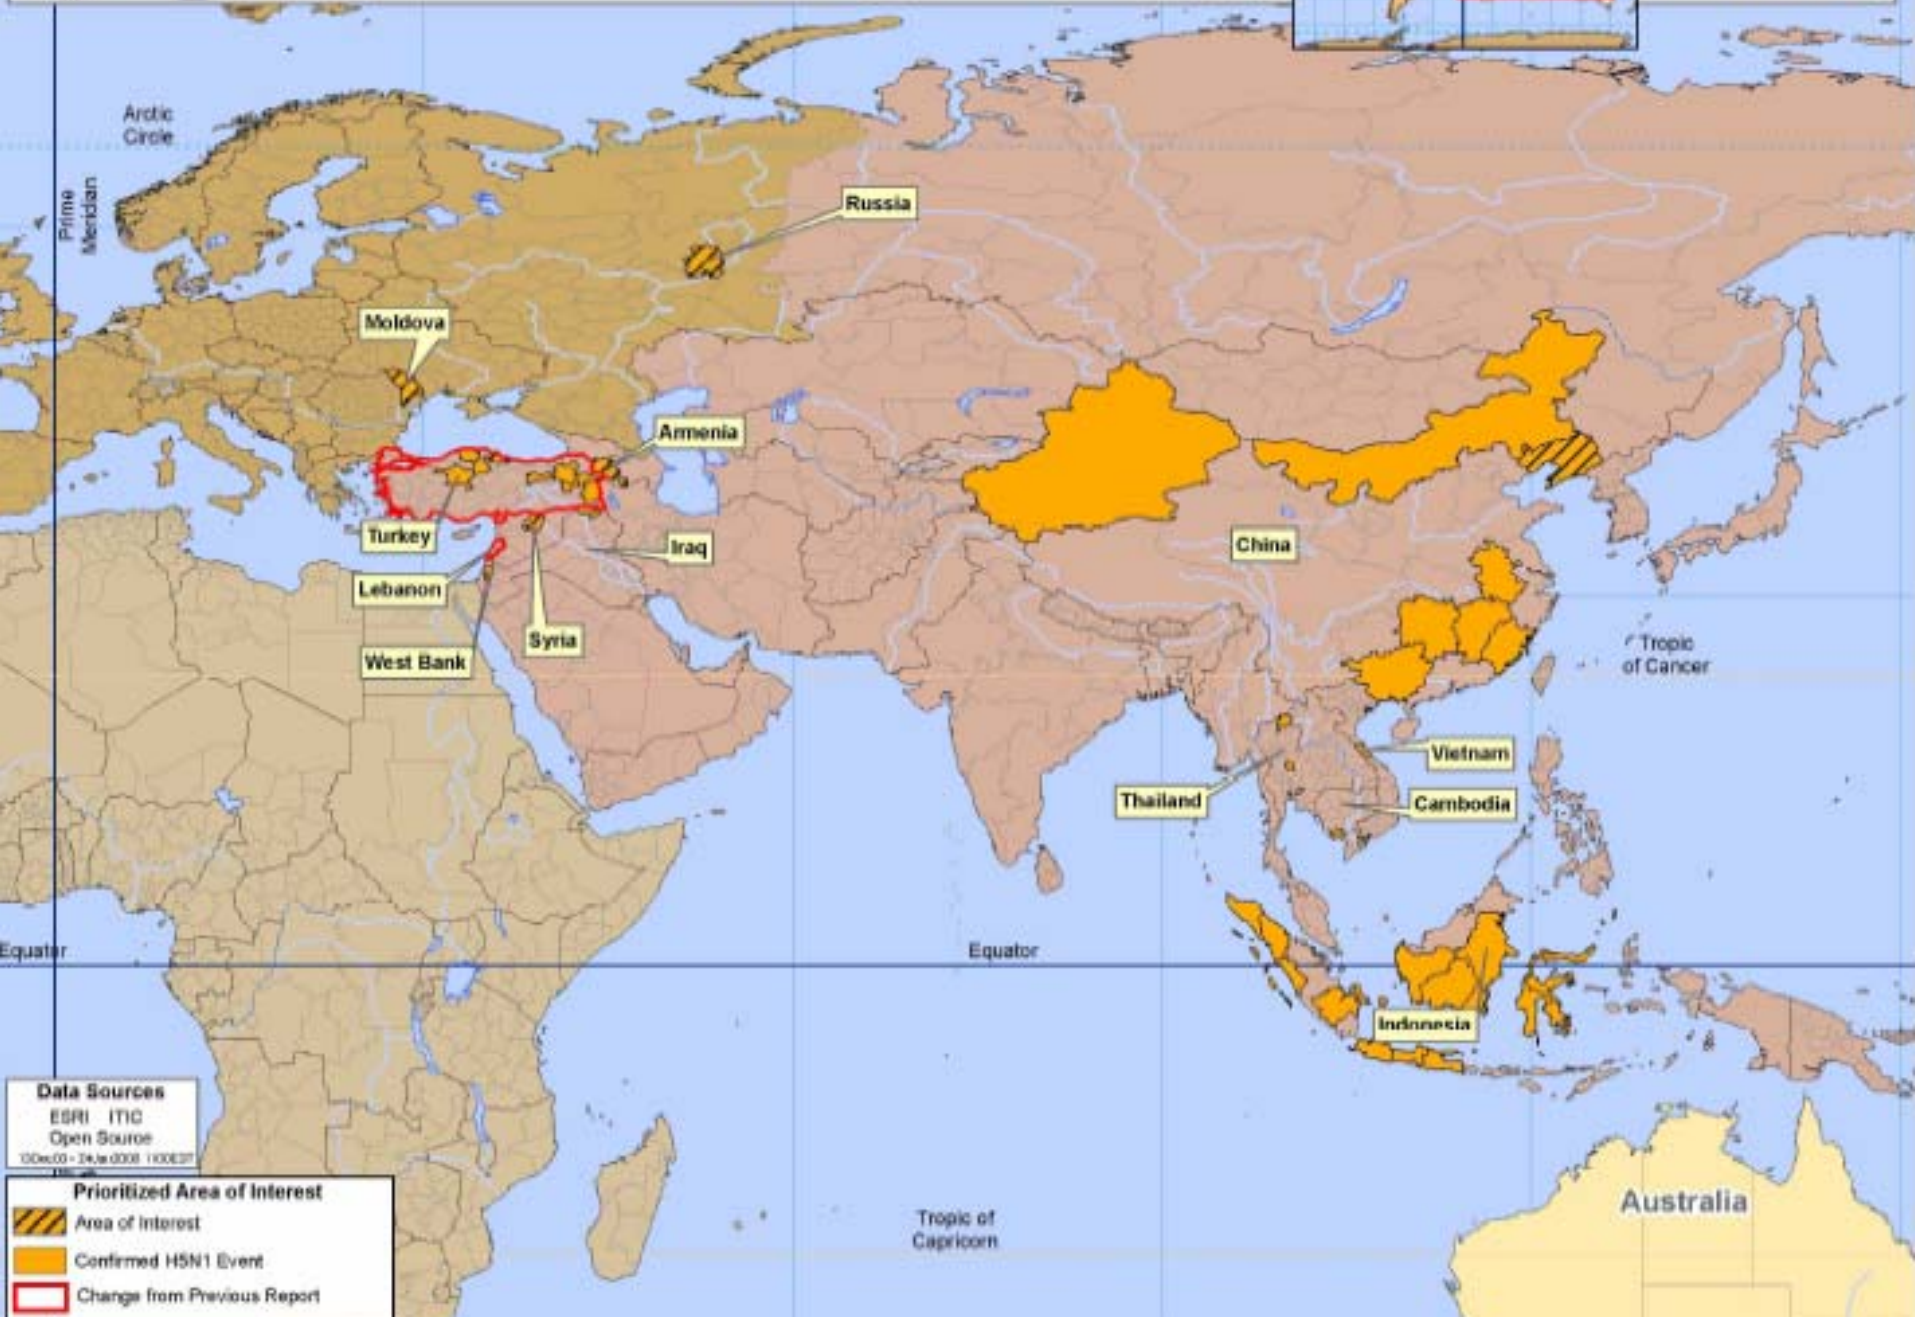 Arctic
Circle
Prime
Meridian
Russia
Moldova
Armenia
Turkey
Iraq
China
Lebanon
Syria
West Bank
Tropic
of Cancer
Vietnam
Thailand
Cambodia
Equator
Equator
Indonesia
Data Sources
ESRI ITIC
Open Source
Prioritized Area of Interest
Area of Interest
Confirmed H5N1 Event
Change from Previous Report
Tropic of
Capricorn
Australia